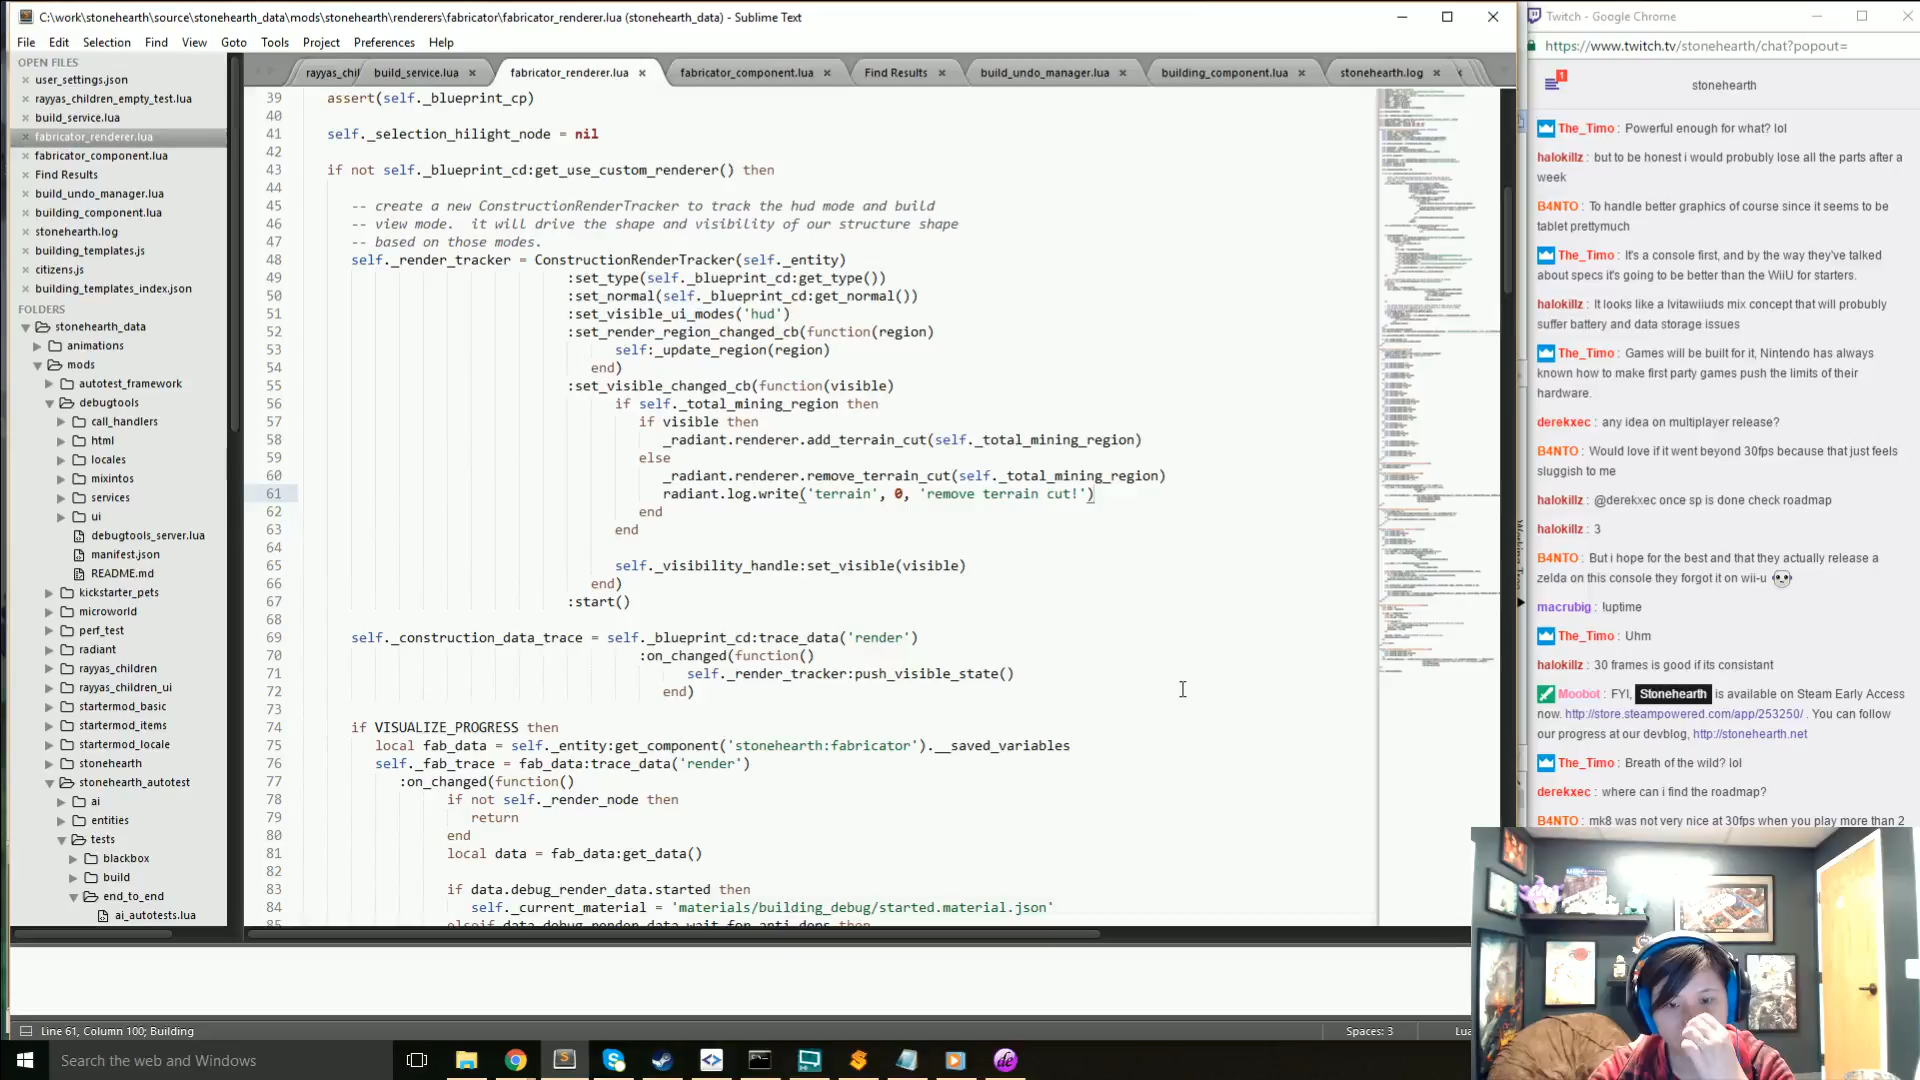 C:\work\stonehearth\source\stonehearth_data\mods\stonehearth\renderers\fabricator\fabricator_renderer.lua (stonehearth_data) - Sublime Text
File Edit Selection Find View Goto Tools Project Preferences Help
OPEN FILES
user_settings.json
rayyas_children_empty_test.lua
build_service.lua
fabricator_renderer.lua
fabricator_component.lua
Find Results
build_undo_manager.lua
building_component.lua
stonehearth.log
building_templates.js
citizens.js
building_templates_index.json
FOLDERS
stonehearth_data
animations
mods
autotest_framework
debugtools
call_handlers
html
locales
mixintos
services
ui
debugtools_server.lua
manifest.json
README.md
kickstarter_pets
microworld
perf_test
radiant
rayyas_children
rayyas_children_ui
startermod_basic
startermod_items
startermod_locale
stonehearth
stonehearth_autotest
ai
entities
tests
blackbox
build
end_to_end
ai_autotests.lua
rayyas_chil build_service.lua fabricator_renderer.lua fabricator_component.lua Find Results build_undo_manager.lua building_component.lua stonehearth.log
39 assert(self._blueprint_cp)
40
41 self._selection_hilight_node = nil
42
43 if not self._blueprint_cd:get_use_custom_renderer() then
44
45 -- create a new ConstructionRenderTracker to track the hud mode and build
46 -- view mode.  it will drive the shape and visibility of our structure shape
47 -- based on those modes.
48 self._render_tracker = ConstructionRenderTracker(self._entity)
49 :set_type(self._blueprint_cd:get_type())
50 :set_normal(self._blueprint_cd:get_normal())
51 :set_visible_ui_modes('hud')
52 :set_render_region_changed_cb(function(region)
53 self:_update_region(region)
54 end)
55 :set_visible_changed_cb(function(visible)
56 if self._total_mining_region then
57 if visible then
58 _radiant.renderer.add_terrain_cut(self._total_mining_region)
59 else
60 _radiant.renderer.remove_terrain_cut(self._total_mining_region)
61 radiant.log.write('terrain', 0, 'remove terrain cut!')
62 end
63 end
64
65 self._visibility_handle:set_visible(visible)
66 end)
67 :start()
68
69 self._construction_data_trace = self._blueprint_cd:trace_data('render')
70 :on_changed(function()
71 self._render_tracker:push_visible_state()
72 end)
73
74 if VISUALIZE_PROGRESS then
75 local fab_data = self._entity:get_component('stonehearth:fabricator').__saved_variables
76 self._fab_trace = fab_data:trace_data('render')
77 :on_changed(function()
78 if not self._render_node then
79 return
80 end
81 local data = fab_data:get_data()
82
83 if data.debug_render_data.started then
84 self._current_material = 'materials/building_debug/started.material.json'
85 elseif data.debug_render_data.wait_for_anti_deps then
Line 61, Column 100; Building
Spaces: 3
Lua
Search the web and Windows
Twitch - Google Chrome
https://www.twitch.tv/stonehearth/chat?popout=
1
stonehearth
The_Timo : Powerful enough for what? lol
halokillz : but to be honest i would probably lose all the parts after a
week
B4NTO : To handle better graphics of course since it seems to be
tablet prettymuch
The_Timo : It's a console first, and by the way they've talked
about specs it's going to be better than the WiiU for starters.
halokillz : It looks like a lvitawiiuds mix concept that will probubly
suffer battery and data storage issues
The_Timo : Games will be built for it, Nintendo has always
known how to make first party games push the limits of their
hardware.
derekxec : any idea on multiplayer release?
B4NTO : Would love if it went beyond 30fps because that just feels
sluggish to me
halokillz : @derekxec once sp is done check roadmap
halokillz : 3
B4NTO : But i hope for the best and that they actually release a
zelda on this console they forgot it on wii-u
macrubig : !uptime
The_Timo : Uhm
halokillz : 30 frames is good if its consistant
Moobot : FYI, Stonehearth is available on Steam Early Access
now. http://store.steampowered.com/app/253250/ . You can follow
our progress at our devblog, http://stonehearth.net
The_Timo : Breath of the wild? lol
derekxec : where can i find the roadmap?
B4NTO : mk8 was not very nice at 30fps when you play more than 2